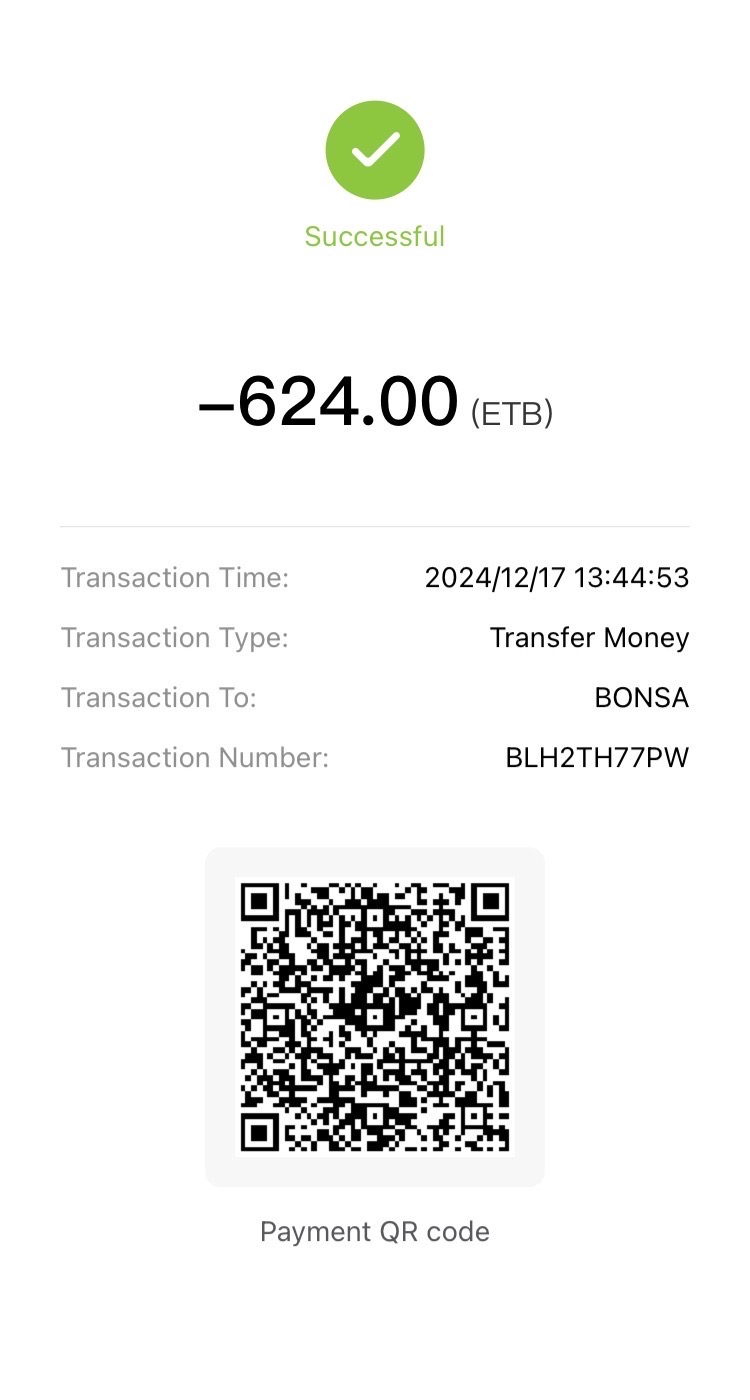 Successful
−624.00 (ETB)
Transaction Time: 2024/12/17 13:44:53
Transaction Type: Transfer Money
Transaction To: BONSA
Transaction Number: BLH2TH77PW
Payment QR code